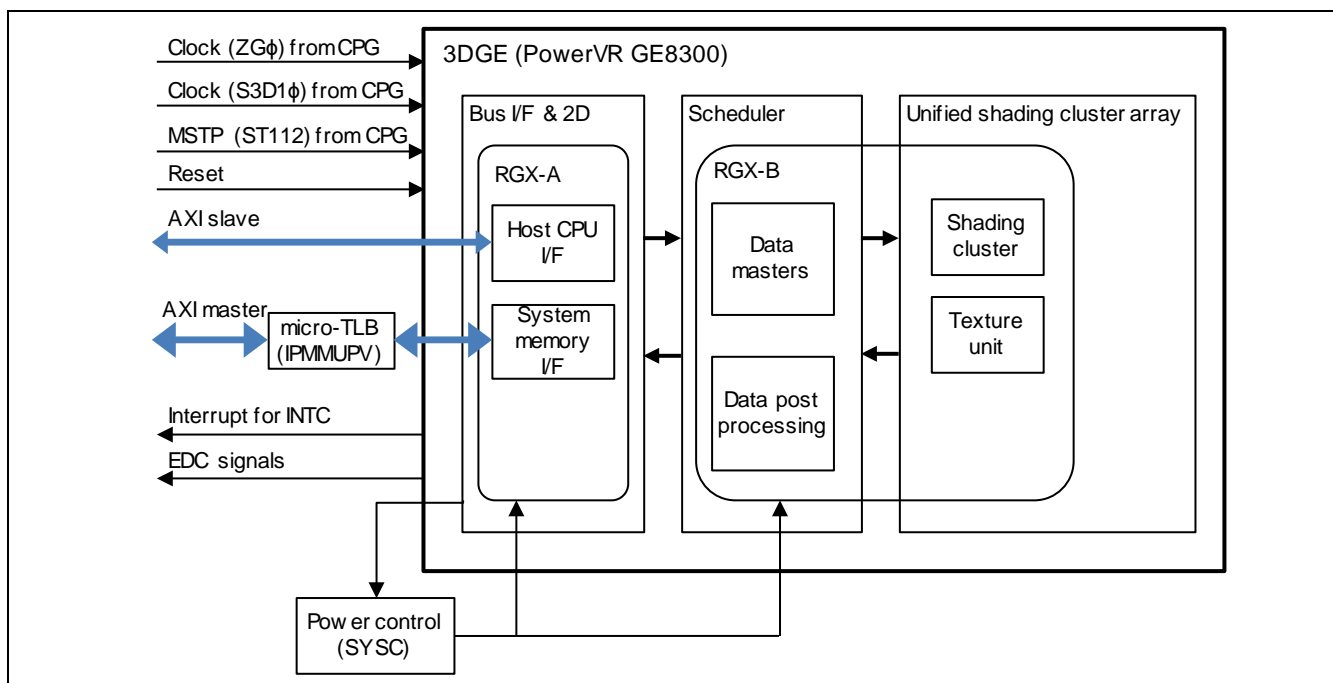 Clock (ZGϕ) from CPG
Clock (S3D1ϕ) from CPG
MSTP (ST112) from CPG
Reset
AXI slave
AXI master
micro-TLB
(IPMMUPV)
Interrupt for INTC
EDC signals
3DGE (PowerVR GE8300)
Bus I/F & 2D
RGX-A
Host CPU
I/F
System
memory
I/F
Scheduler
RGX-B
Data
masters
Data post
processing
Unified shading cluster array
Shading
cluster
Texture
unit
Power control
(SYSC)